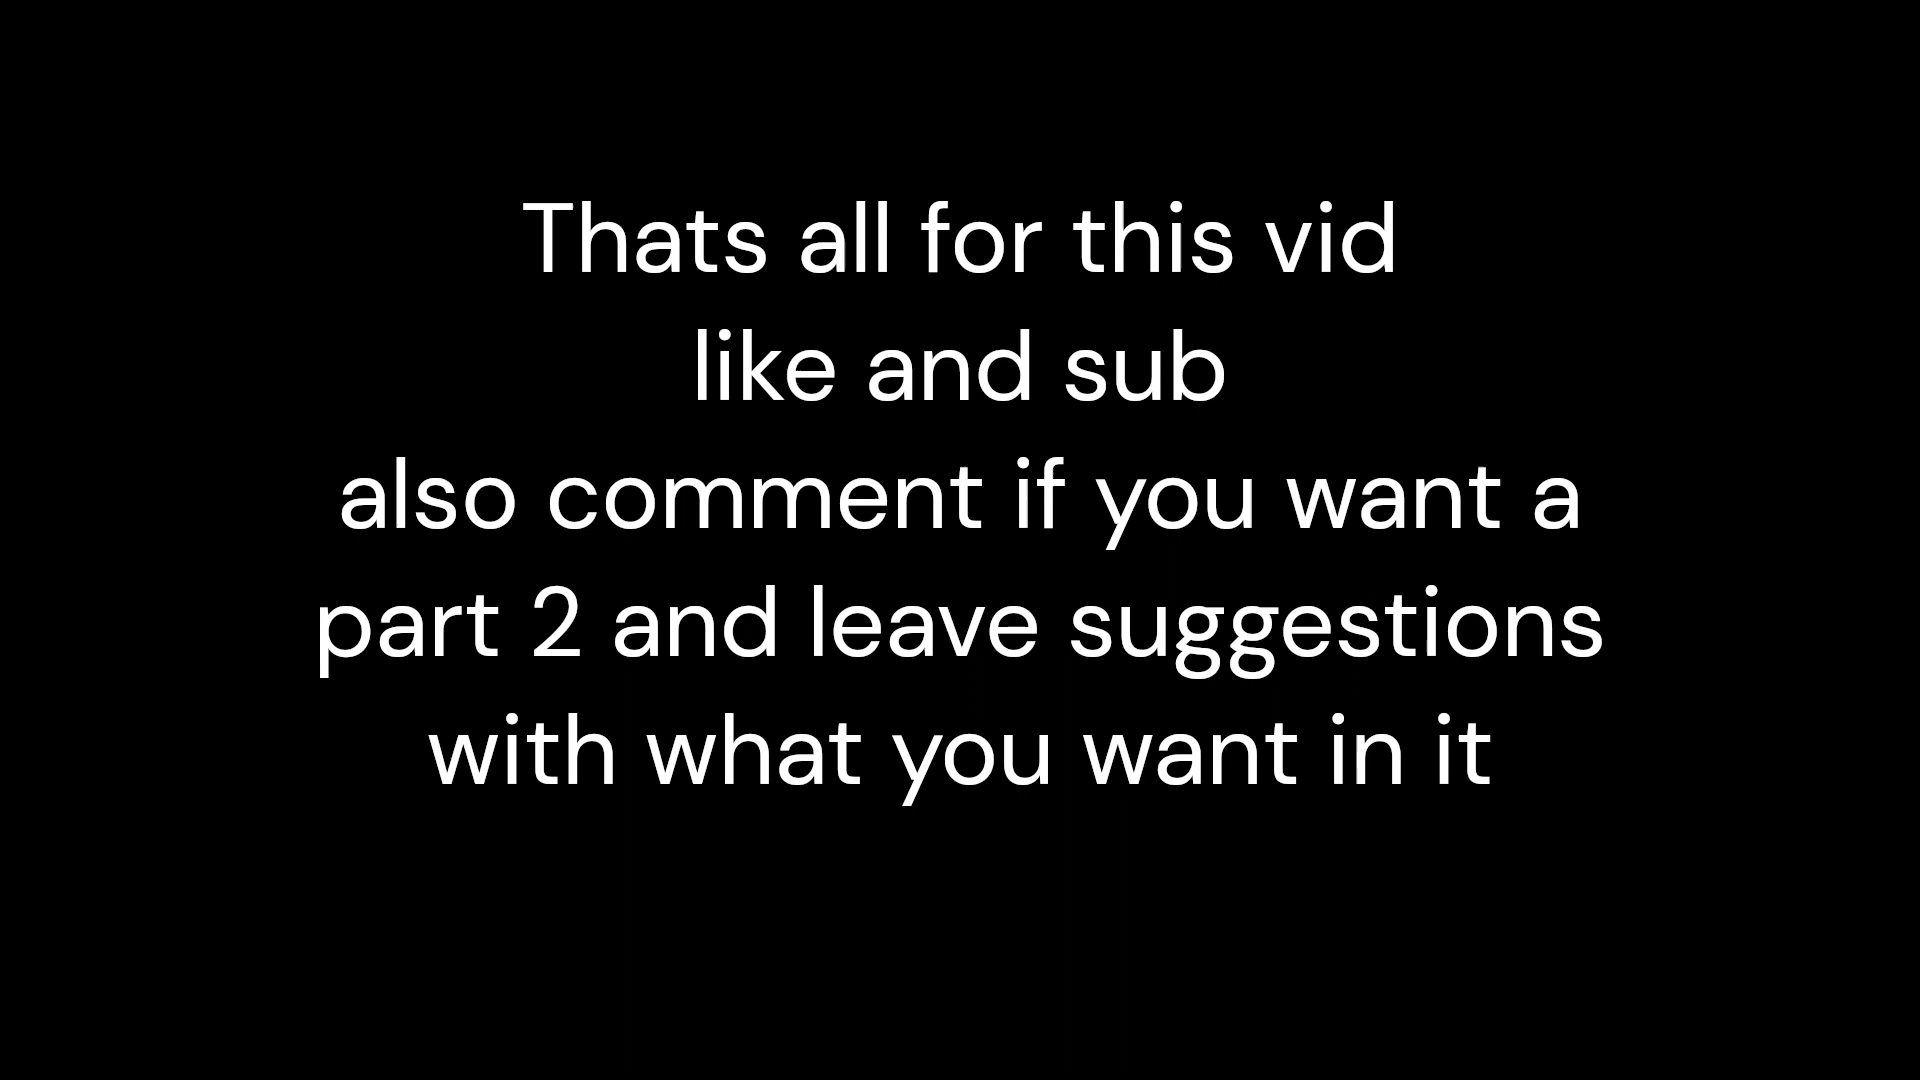 Thats all for this vid
like and sub
also comment if you want a
part 2 and leave suggestions
with what you want in it